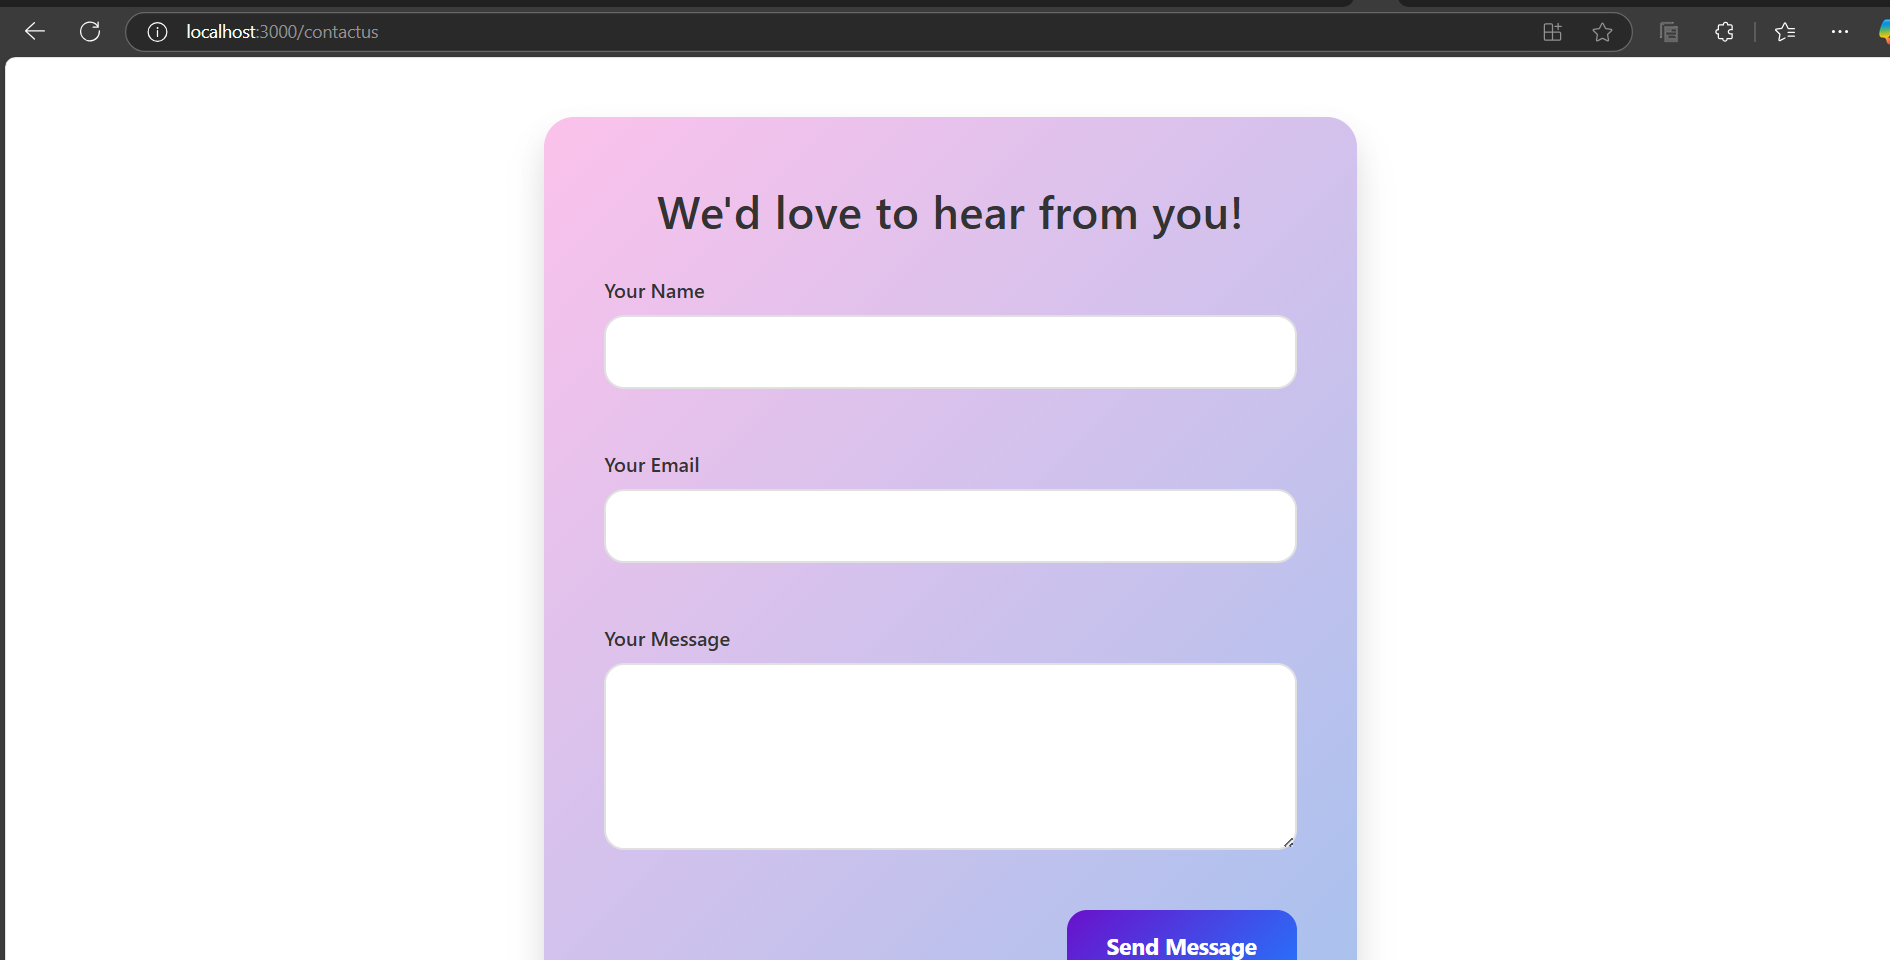 localhost:3000/contactus
We'd love to hear from you!
Your Name
Your Email
Your Message
Send Message